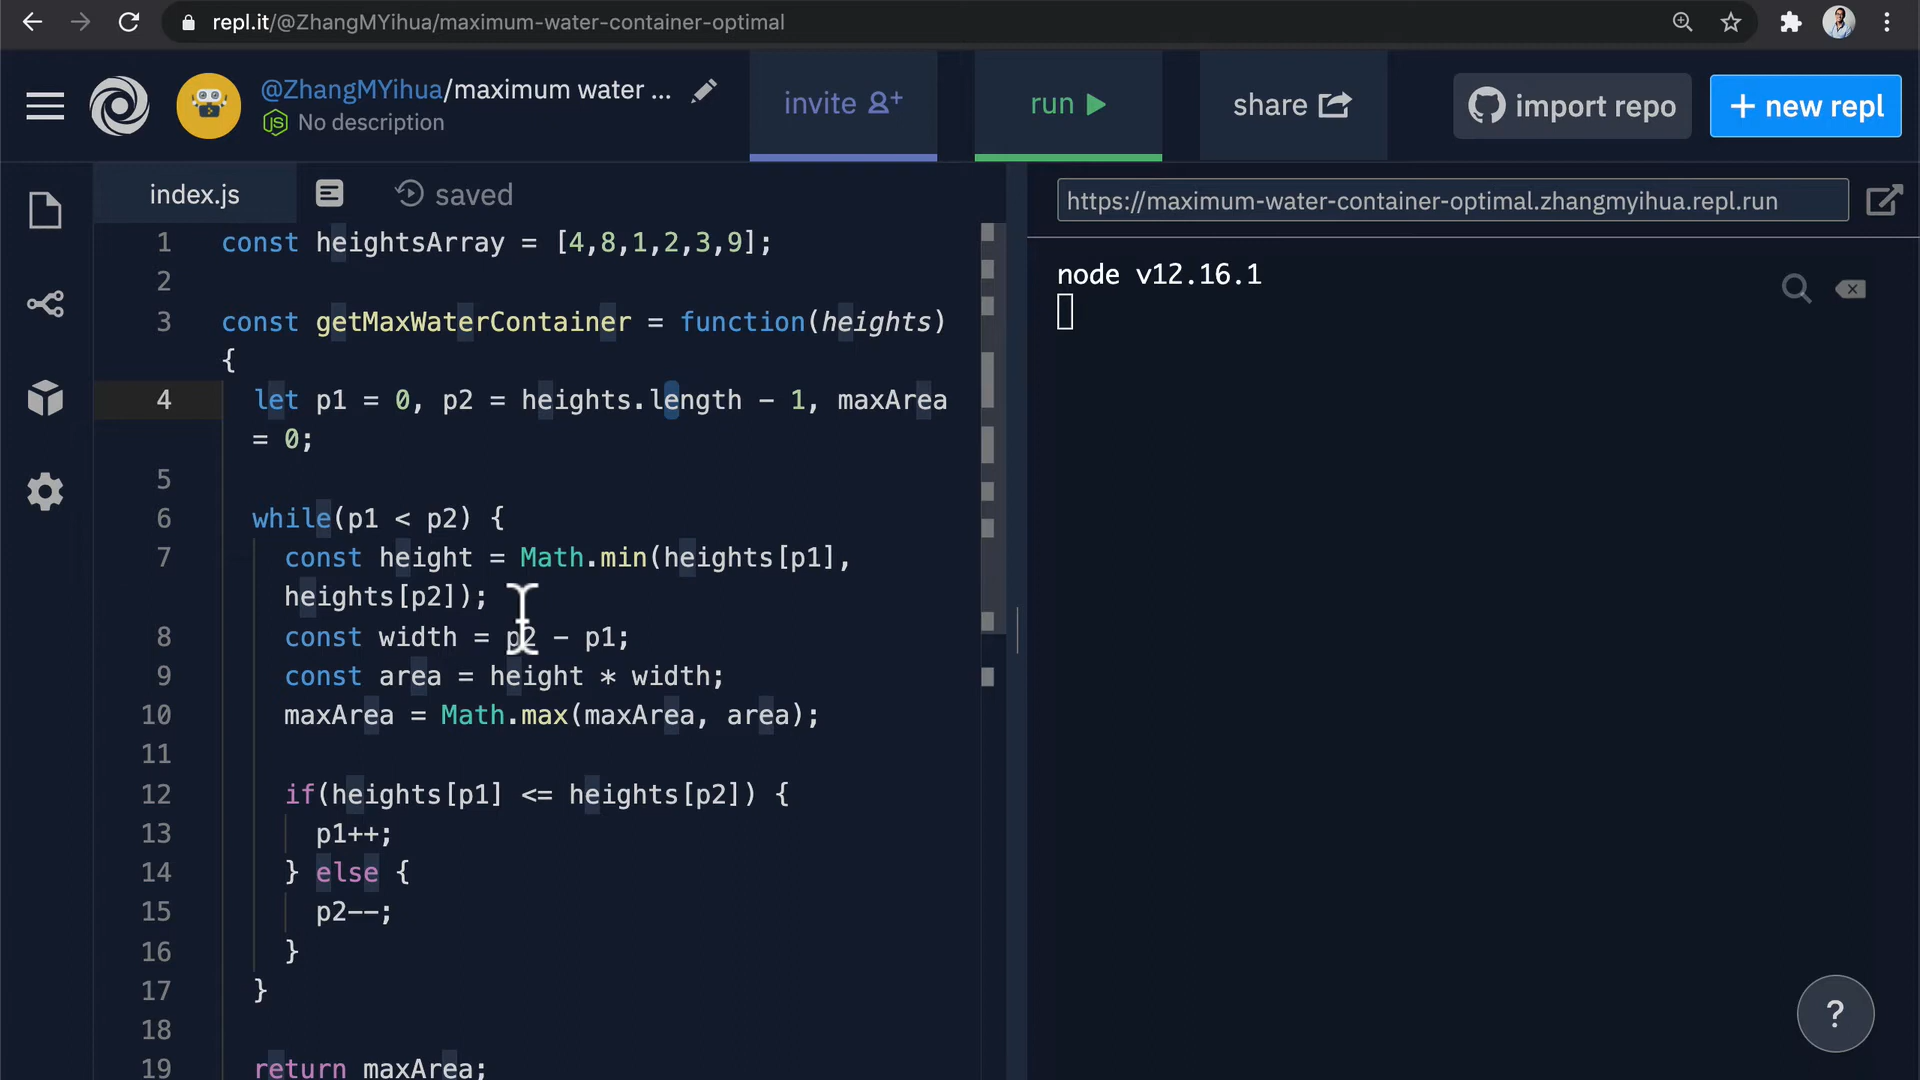 repl.it/@ZhangMYihua/maximum-water-container-optimal
@ZhangMYihua/maximum water ...
JS No description
invite
run
share
import repo
+ new repl
index.js
saved
https://maximum-water-container-optimal.zhangmyihua.repl.run
1 const heightsArray = [4,8,1,2,3,9];
2
3 const getMaxWaterContainer = function(heights)
{
4 let p1 = 0, p2 = heights.length - 1, maxArea
= 0;
5
6 while(p1 < p2) {
7 const height = Math.min(heights[p1],
heights[p2]);
8 const width = p2 - p1;
9 const area = height * width;
10 maxArea = Math.max(maxArea, area);
11
12 if(heights[p1] <= heights[p2]) {
13 p1++;
14 } else {
15 p2--;
16 }
17 }
18
19 return maxArea;
node v12.16.1
?